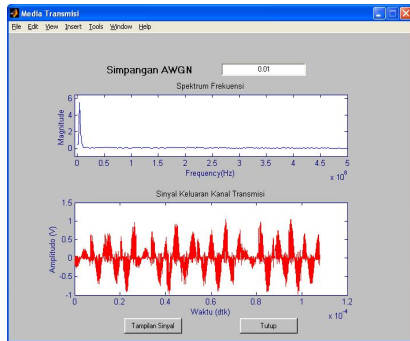 Media Transmisi
File Edit View Insert Tools Window Help
Simpangan AWGN 0.01
Spektrum Frekuensi
Magnitude
6
4
2
0
0 0.5 1 1.5 2 2.5 3 3.5 4 4.5 5
Frequency(Hz)
Sinyal Keluaran Kanal Transmisi
Amplitudo (V)
1.5
1
0.5
0
-0.5
-1
0 0.2 0.4 0.6 0.8 1 1.2
Waktu (dtk)
x 10⁻⁴
Tampilan Sinyal Tutup